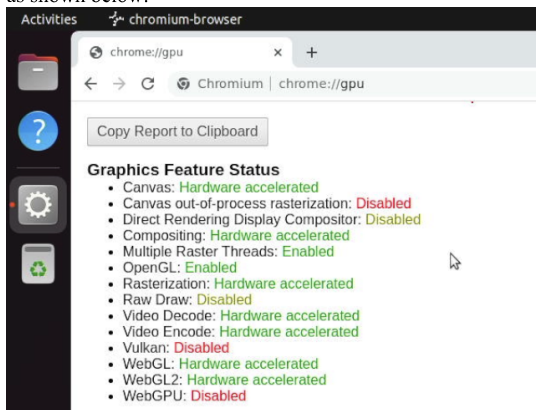 as shown below.
Activities chromium-browser
chrome://gpu
Chromium | chrome://gpu
Copy Report to Clipboard
Graphics Feature Status
• Canvas: Hardware accelerated
• Canvas out-of-process rasterization: Disabled
• Direct Rendering Display Compositor: Disabled
• Compositing: Hardware accelerated
• Multiple Raster Threads: Enabled
• OpenGL: Enabled
• Rasterization: Hardware accelerated
• Raw Draw: Disabled
• Video Decode: Hardware accelerated
• Video Encode: Hardware accelerated
• Vulkan: Disabled
• WebGL: Hardware accelerated
• WebGL2: Hardware accelerated
• WebGPU: Disabled